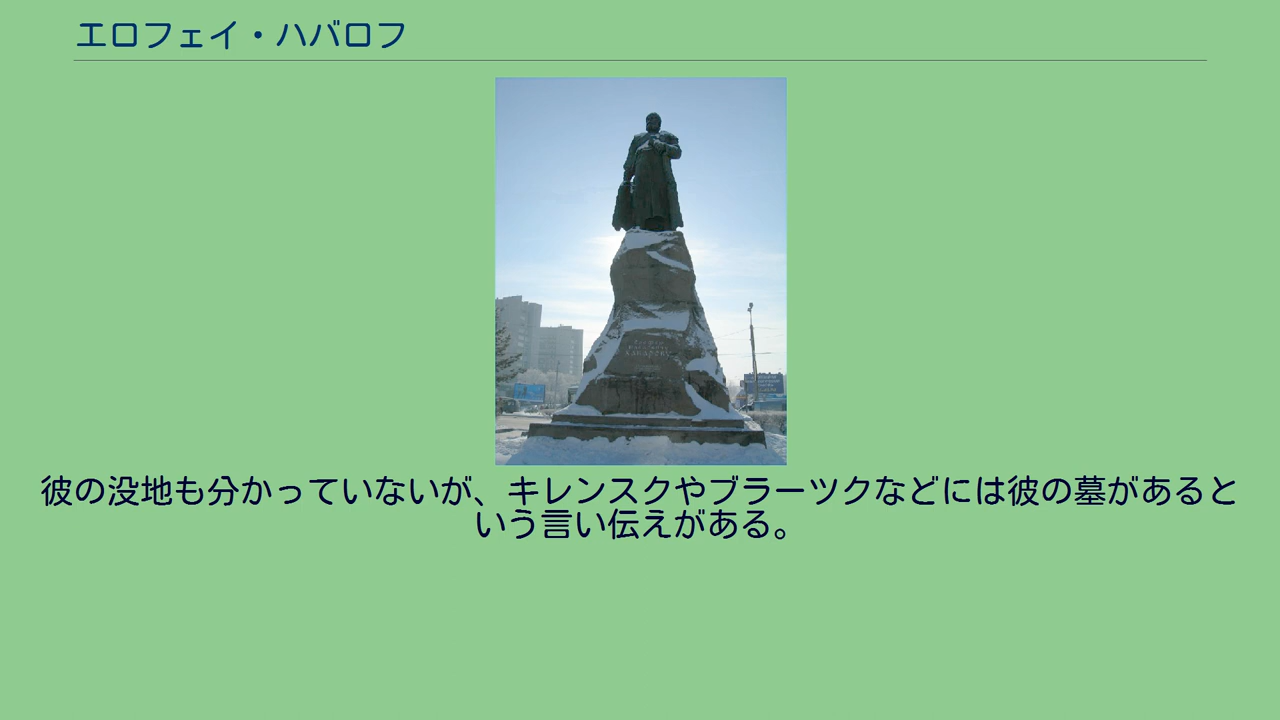 エロフェイ・ハバロフ
Хабарову
彼の没地も分かっていないが、キレンスクやブラーツクなどには彼の墓があると
いう言い伝えがある。